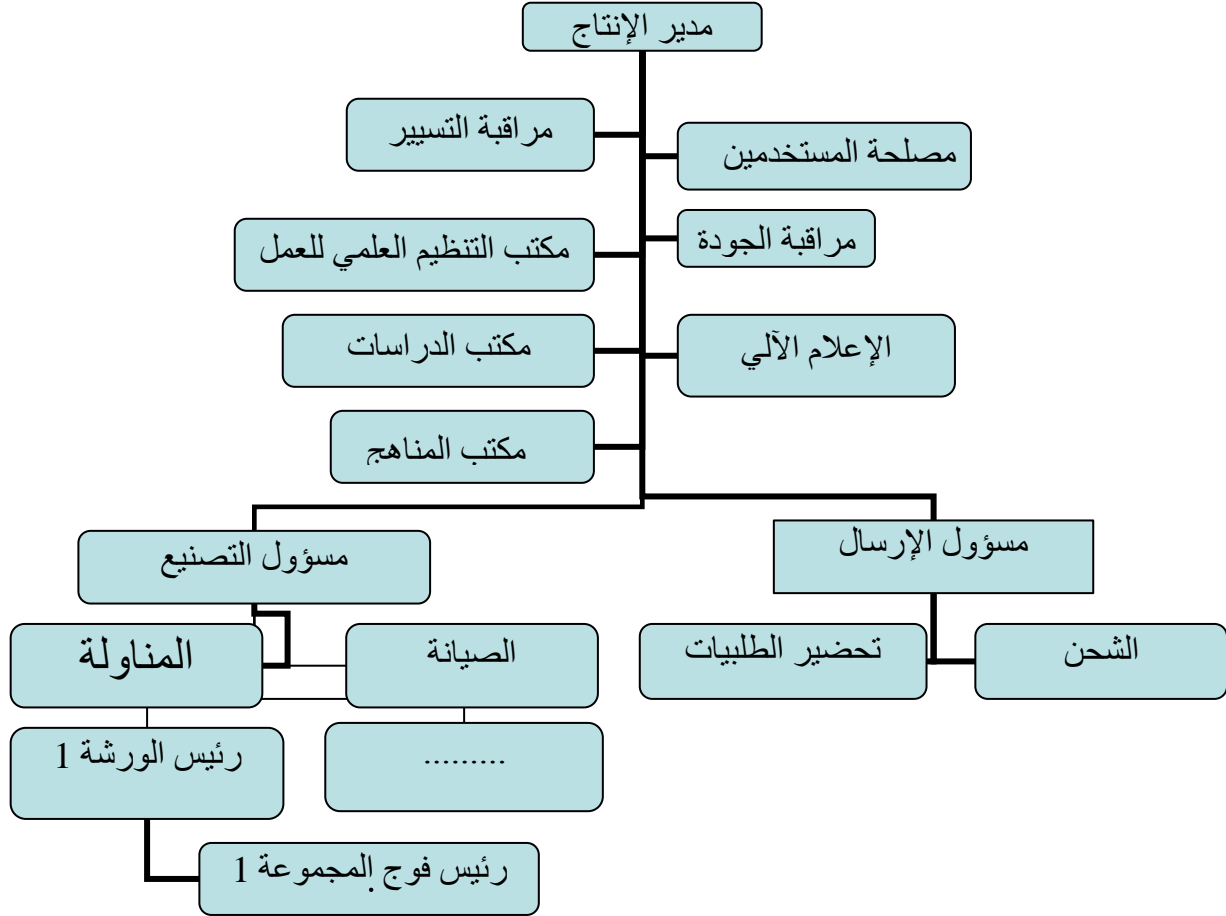 مدير الإنتاج
مراقبة التسيير
مصلحة المستخدمين
مراقبة الجودة
مكتب التنظيم العلمي للعمل
الإعلام الآلي
مكتب الدراسات
مكتب المناهج
مسؤول الإرسال
مسؤول التصنيع
الشحن
تحضير الطلبيات
الصيانة
المناولة
.........
رئيس الورشة 1
رئيس فوج المجموعة 1